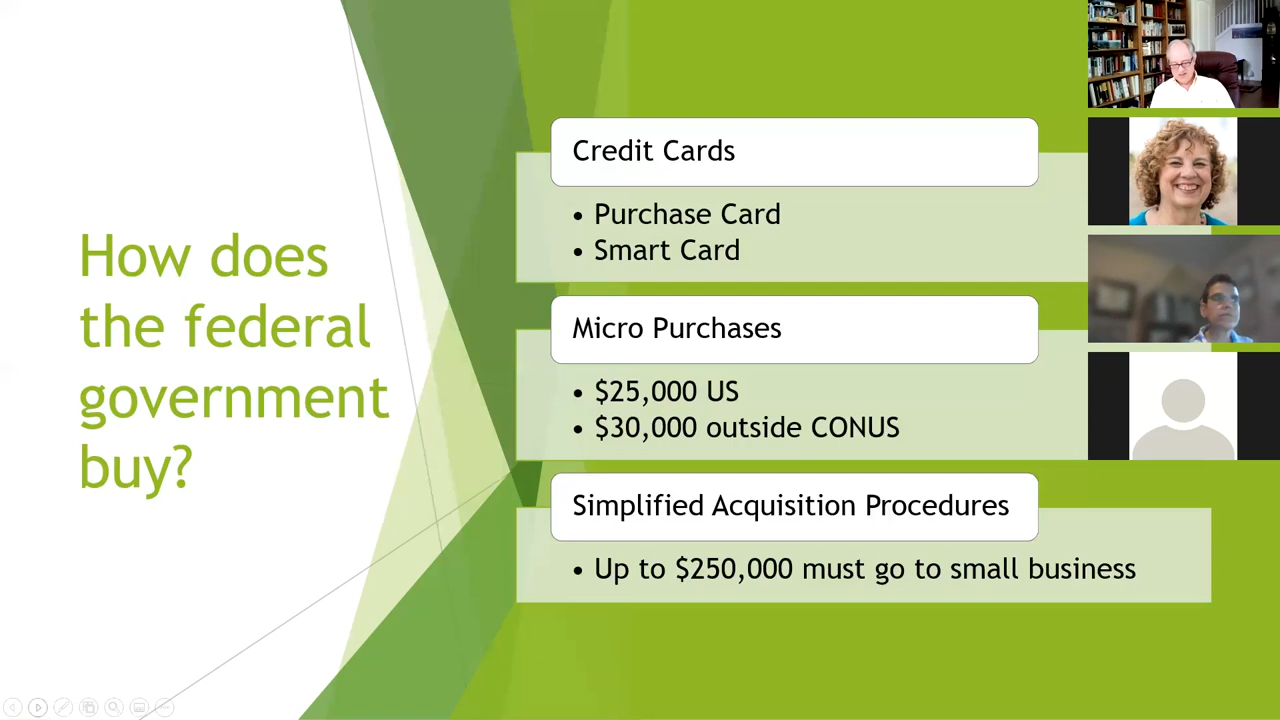 How does
the federal
government
buy?
Credit Cards
• Purchase Card
• Smart Card
Micro Purchases
• $25,000 US
• $30,000 outside CONUS
Simplified Acquisition Procedures
• Up to $250,000 must go to small business